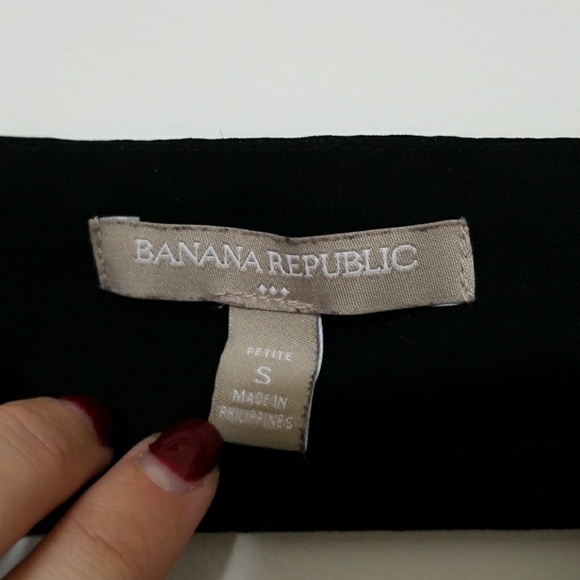 BANANA REPUBLIC
PETITE
S
MADE IN
PHILIPPINES